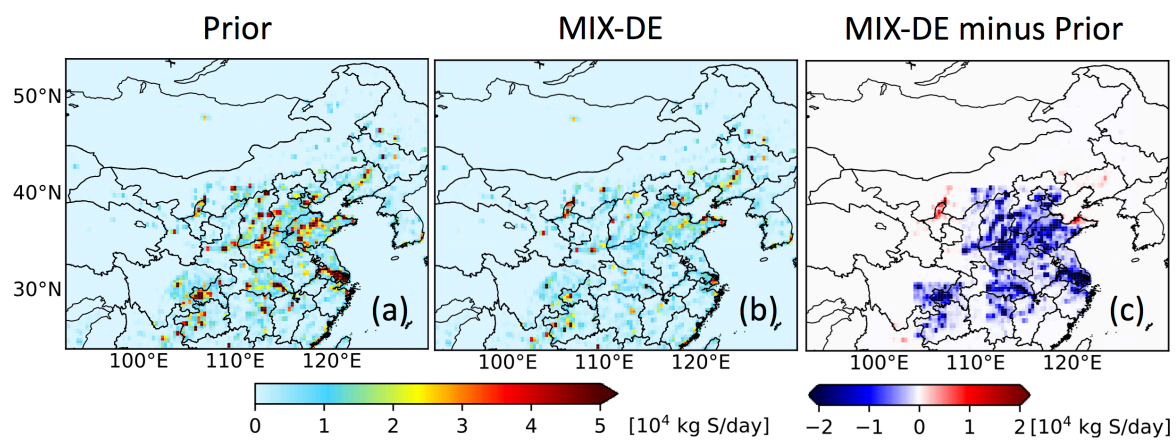 Prior MIX-DE MIX-DE minus Prior
50°N
40°N
30°N
(a) (b) (c)
100°E 110°E 120°E 100°E 110°E 120°E 100°E 110°E 120°E
0 1 2 3 4 5 [10⁴ kg S/day] −2 −1 0 1 2 [10⁴ kg S/day]